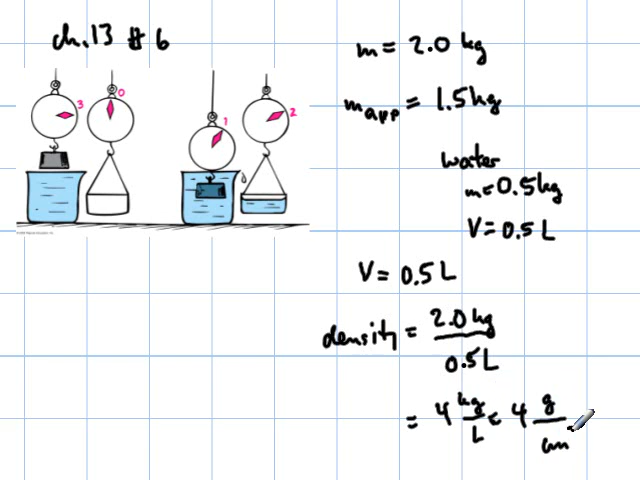 ch. 13 # 6
m = 2.0 kg
m app = 1.5 kg
3
0
1
2
water
m = 0.5 kg
V = 0.5 L
V = 0.5 L
density = 2.0 kg
0.5 L
= 4 kg/L = 4 g/cm